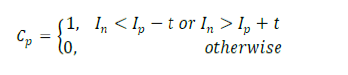 C_p = {1, I_n < I_p − t or I_n > I_p + t
0, otherwise